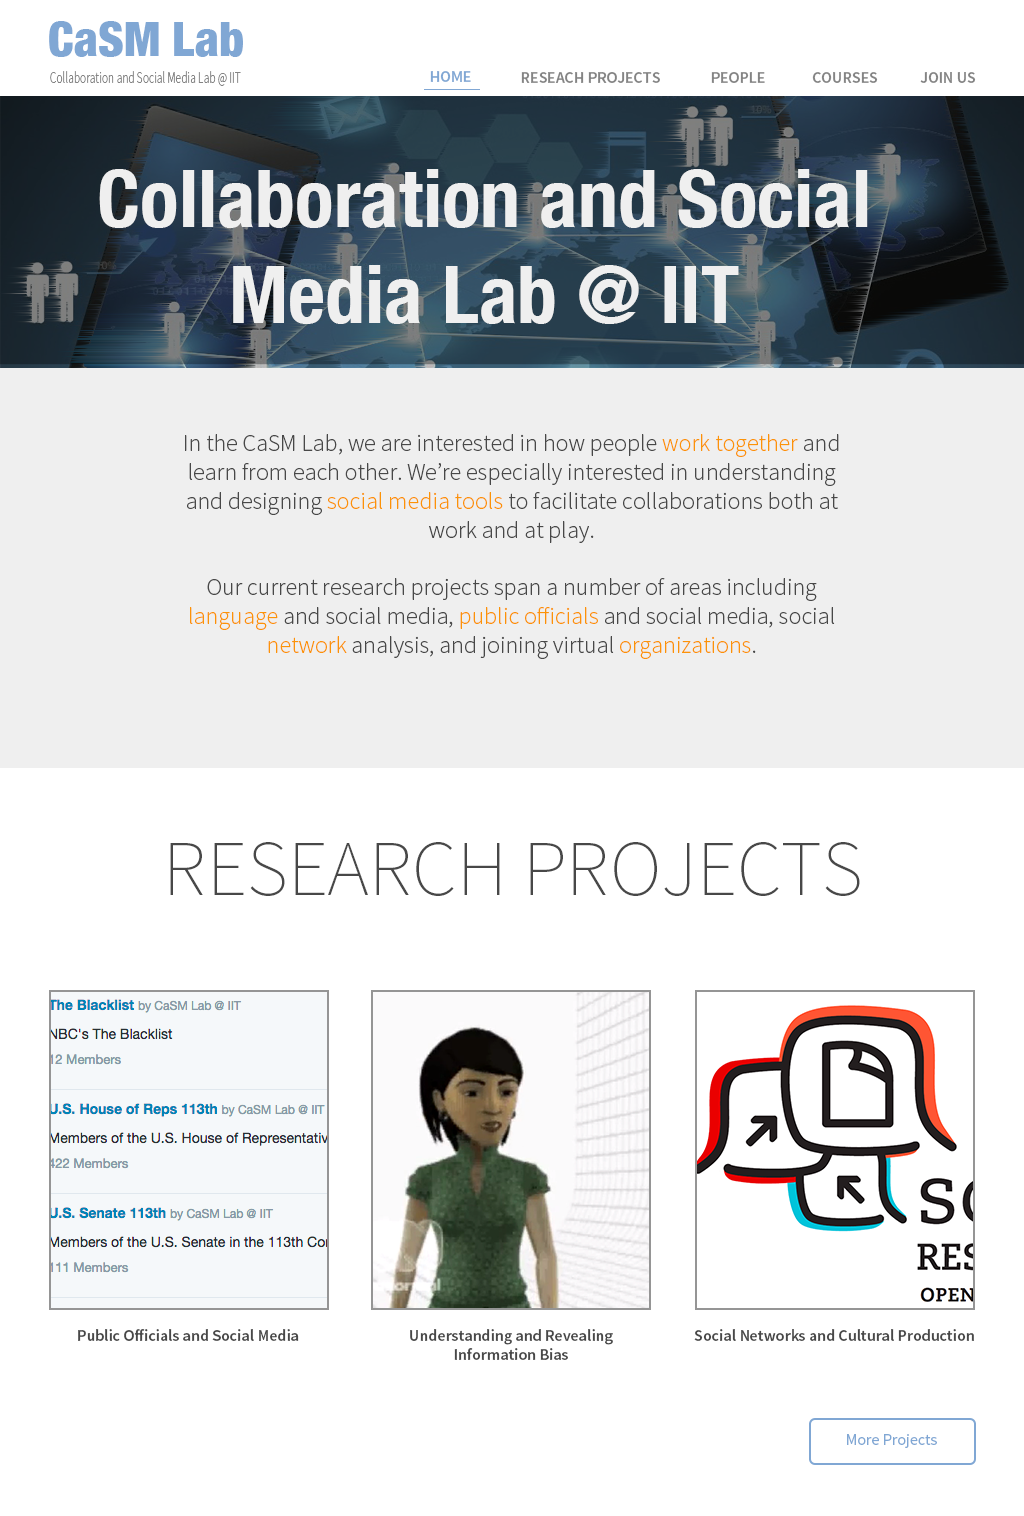 CaSM Lab
Collaboration and Social Media Lab @ IIT
HOME
RESEACH PROJECTS
PEOPLE
COURSES
JOIN US
Collaboration and Social
Media Lab @ IIT
In the CaSM Lab, we are interested in how people work together and
learn from each other. We’re especially interested in understanding
and designing social media tools to facilitate collaborations both at
work and at play.
Our current research projects span a number of areas including
language and social media, public officials and social media, social
network analysis, and joining virtual organizations.
RESEARCH PROJECTS
The Blacklist by CaSM Lab @ IIT
NBC's The Blacklist
12 Members
U.S. House of Reps 113th by CaSM Lab @ IIT
Members of the U.S. House of Representativ
422 Members
U.S. Senate 113th by CaSM Lab @ IIT
Members of the U.S. Senate in the 113th Con
111 Members
SO
RES
OPEN
Public Officials and Social Media
Understanding and Revealing
Information Bias
Social Networks and Cultural Production
More Projects